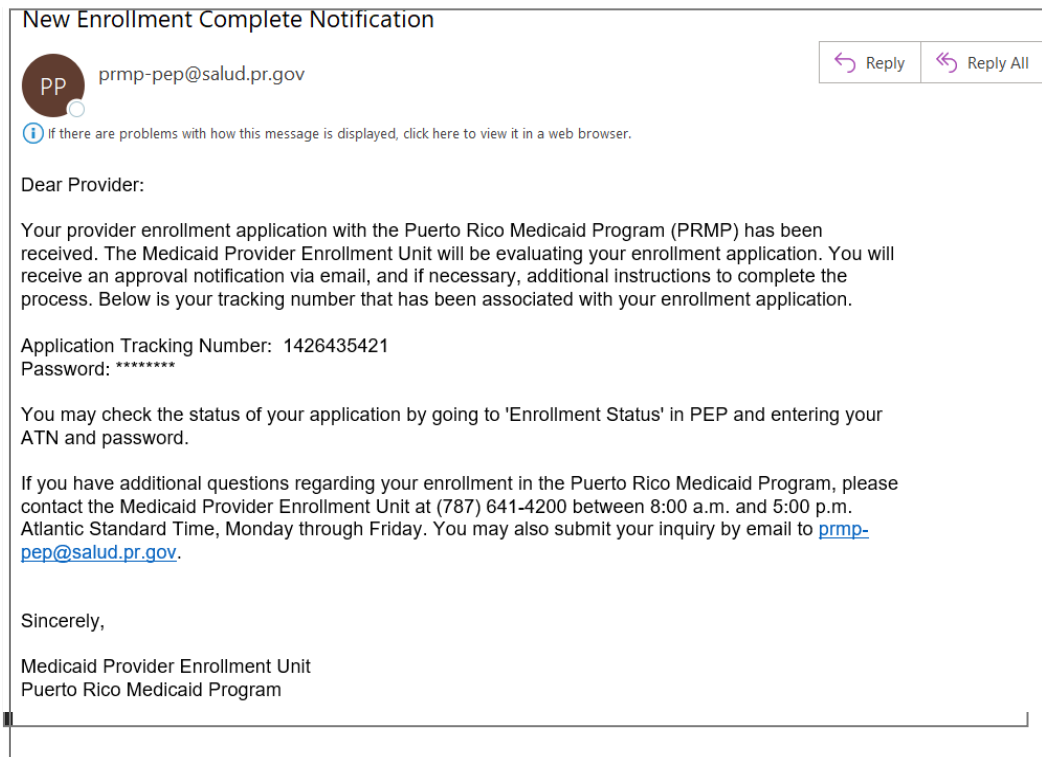 New Enrollment Complete Notification
PP
prmp-pep@salud.pr.gov
Reply
Reply All
If there are problems with how this message is displayed, click here to view it in a web browser.
Dear Provider:
Your provider enrollment application with the Puerto Rico Medicaid Program (PRMP) has been
received. The Medicaid Provider Enrollment Unit will be evaluating your enrollment application. You will
receive an approval notification via email, and if necessary, additional instructions to complete the
process. Below is your tracking number that has been associated with your enrollment application.
Application Tracking Number:  1426435421
Password: ********
You may check the status of your application by going to 'Enrollment Status' in PEP and entering your
ATN and password.
If you have additional questions regarding your enrollment in the Puerto Rico Medicaid Program, please
contact the Medicaid Provider Enrollment Unit at (787) 641-4200 between 8:00 a.m. and 5:00 p.m.
Atlantic Standard Time, Monday through Friday. You may also submit your inquiry by email to prmp-
pep@salud.pr.gov.
Sincerely,
Medicaid Provider Enrollment Unit
Puerto Rico Medicaid Program